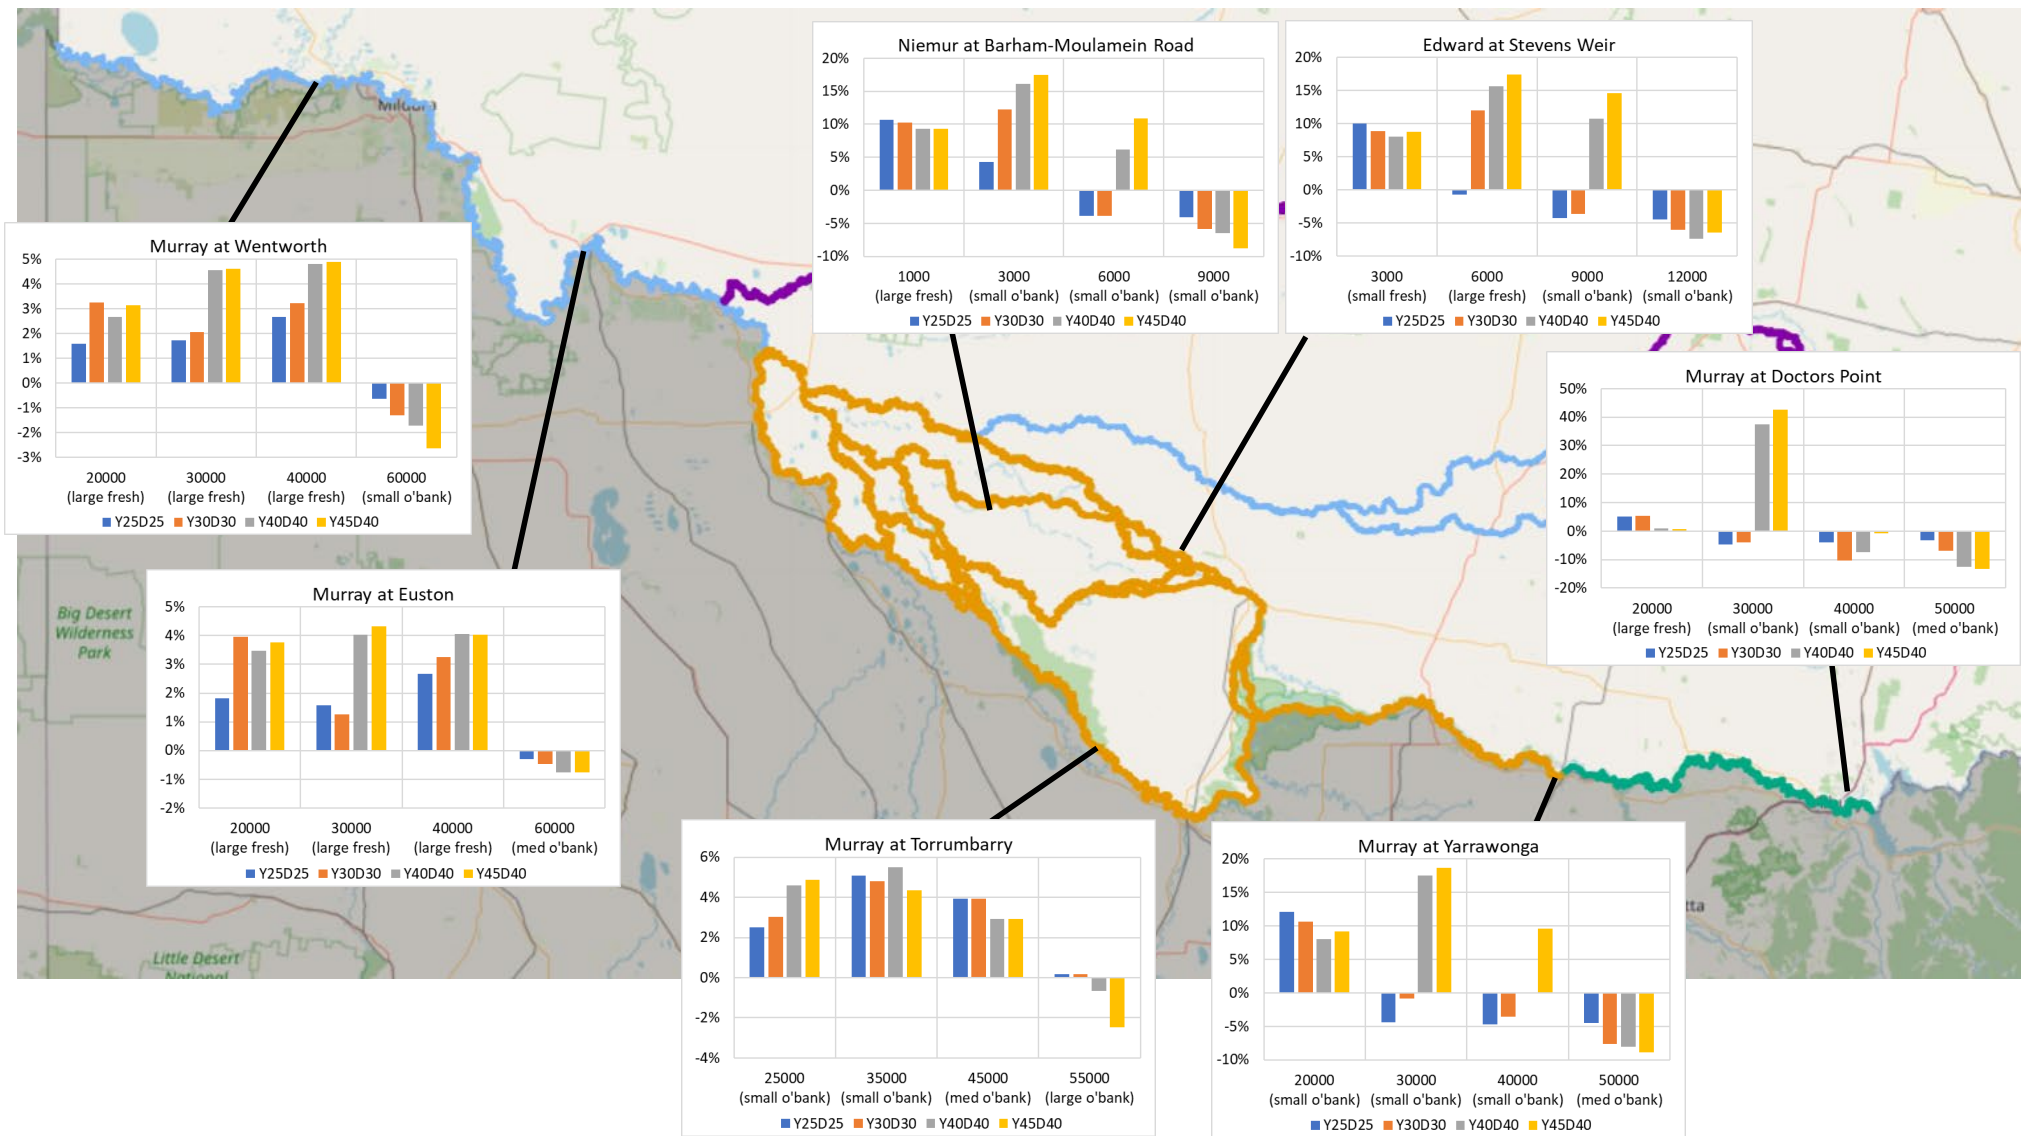 Niemur at Barham-Moulamein Road
20%
15%
10%
5%
0%
-5%
-10%
1000 3000 6000 9000
(large fresh) (small o'bank) (small o'bank) (small o'bank)
Y25D25 Y30D30 Y40D40 Y45D40
Edward at Stevens Weir
20%
15%
10%
5%
0%
-5%
-10%
3000 6000 9000 12000
(small fresh) (large fresh) (small o'bank) (small o'bank)
Y25D25 Y30D30 Y40D40 Y45D40
Mildura
Murray at Wentworth
5%
4%
3%
2%
1%
0%
-1%
-2%
-3%
20000 30000 40000 60000
(large fresh) (large fresh) (large fresh) (small o'bank)
Y25D25 Y30D30 Y40D40 Y45D40
Murray at Doctors Point
50%
40%
30%
20%
10%
0%
-10%
-20%
20000 30000 40000 50000
(large fresh) (small o'bank) (small o'bank) (med o'bank)
Y25D25 Y30D30 Y40D40 Y45D40
Big Desert
Wilderness
Park
Murray at Euston
5%
4%
3%
2%
1%
0%
-1%
-2%
20000 30000 40000 60000
(large fresh) (large fresh) (large fresh) (med o'bank)
Y25D25 Y30D30 Y40D40 Y45D40
Little Desert
National
Murray at Torrumbarry
6%
4%
2%
0%
-2%
-4%
25000 35000 45000 55000
(small o'bank) (small o'bank) (med o'bank) (large o'bank)
Y25D25 Y30D30 Y40D40 Y45D40
Murray at Yarrawonga
20%
15%
10%
5%
0%
-5%
-10%
20000 30000 40000 50000
(small o'bank) (small o'bank) (small o'bank) (med o'bank)
Y25D25 Y30D30 Y40D40 Y45D40
tta